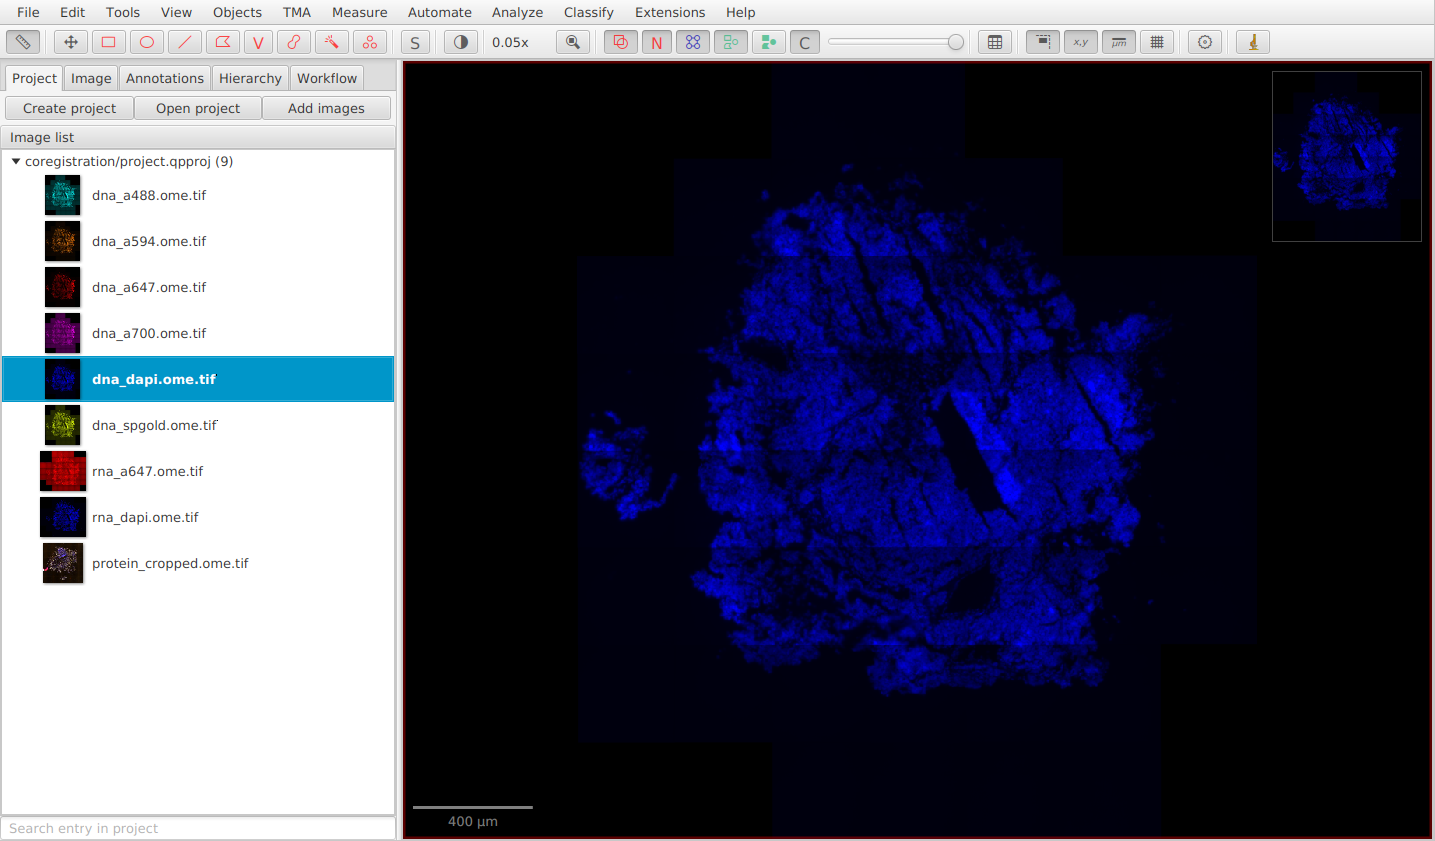 File Edit Tools View Objects TMA Measure Automate Analyze Classify Extensions Help
V S 0.05x N C x,y μm
Project Image Annotations Hierarchy Workflow
Create project Open project Add images
Image list
coregistration/project.qpproj (9)
dna_a488.ome.tif
dna_a594.ome.tif
dna_a647.ome.tif
dna_a700.ome.tif
dna_dapi.ome.tif
dna_spgold.ome.tif
rna_a647.ome.tif
rna_dapi.ome.tif
protein_cropped.ome.tif
400 μm
Search entry in project